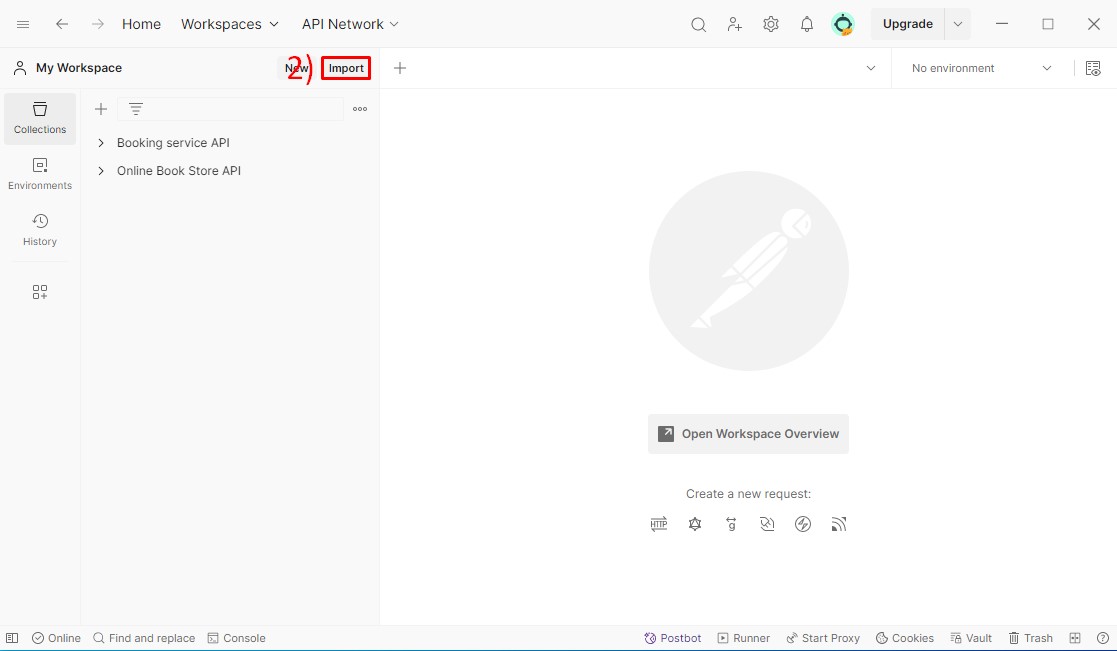 Home Workspaces API Network Upgrade
My Workspace New 2) Import No environment
Collections
Booking service API
Online Book Store API
Environments
History
Open Workspace Overview
Create a new request:
HTTP g
Online Find and replace Console Postbot Runner Start Proxy Cookies Vault Trash